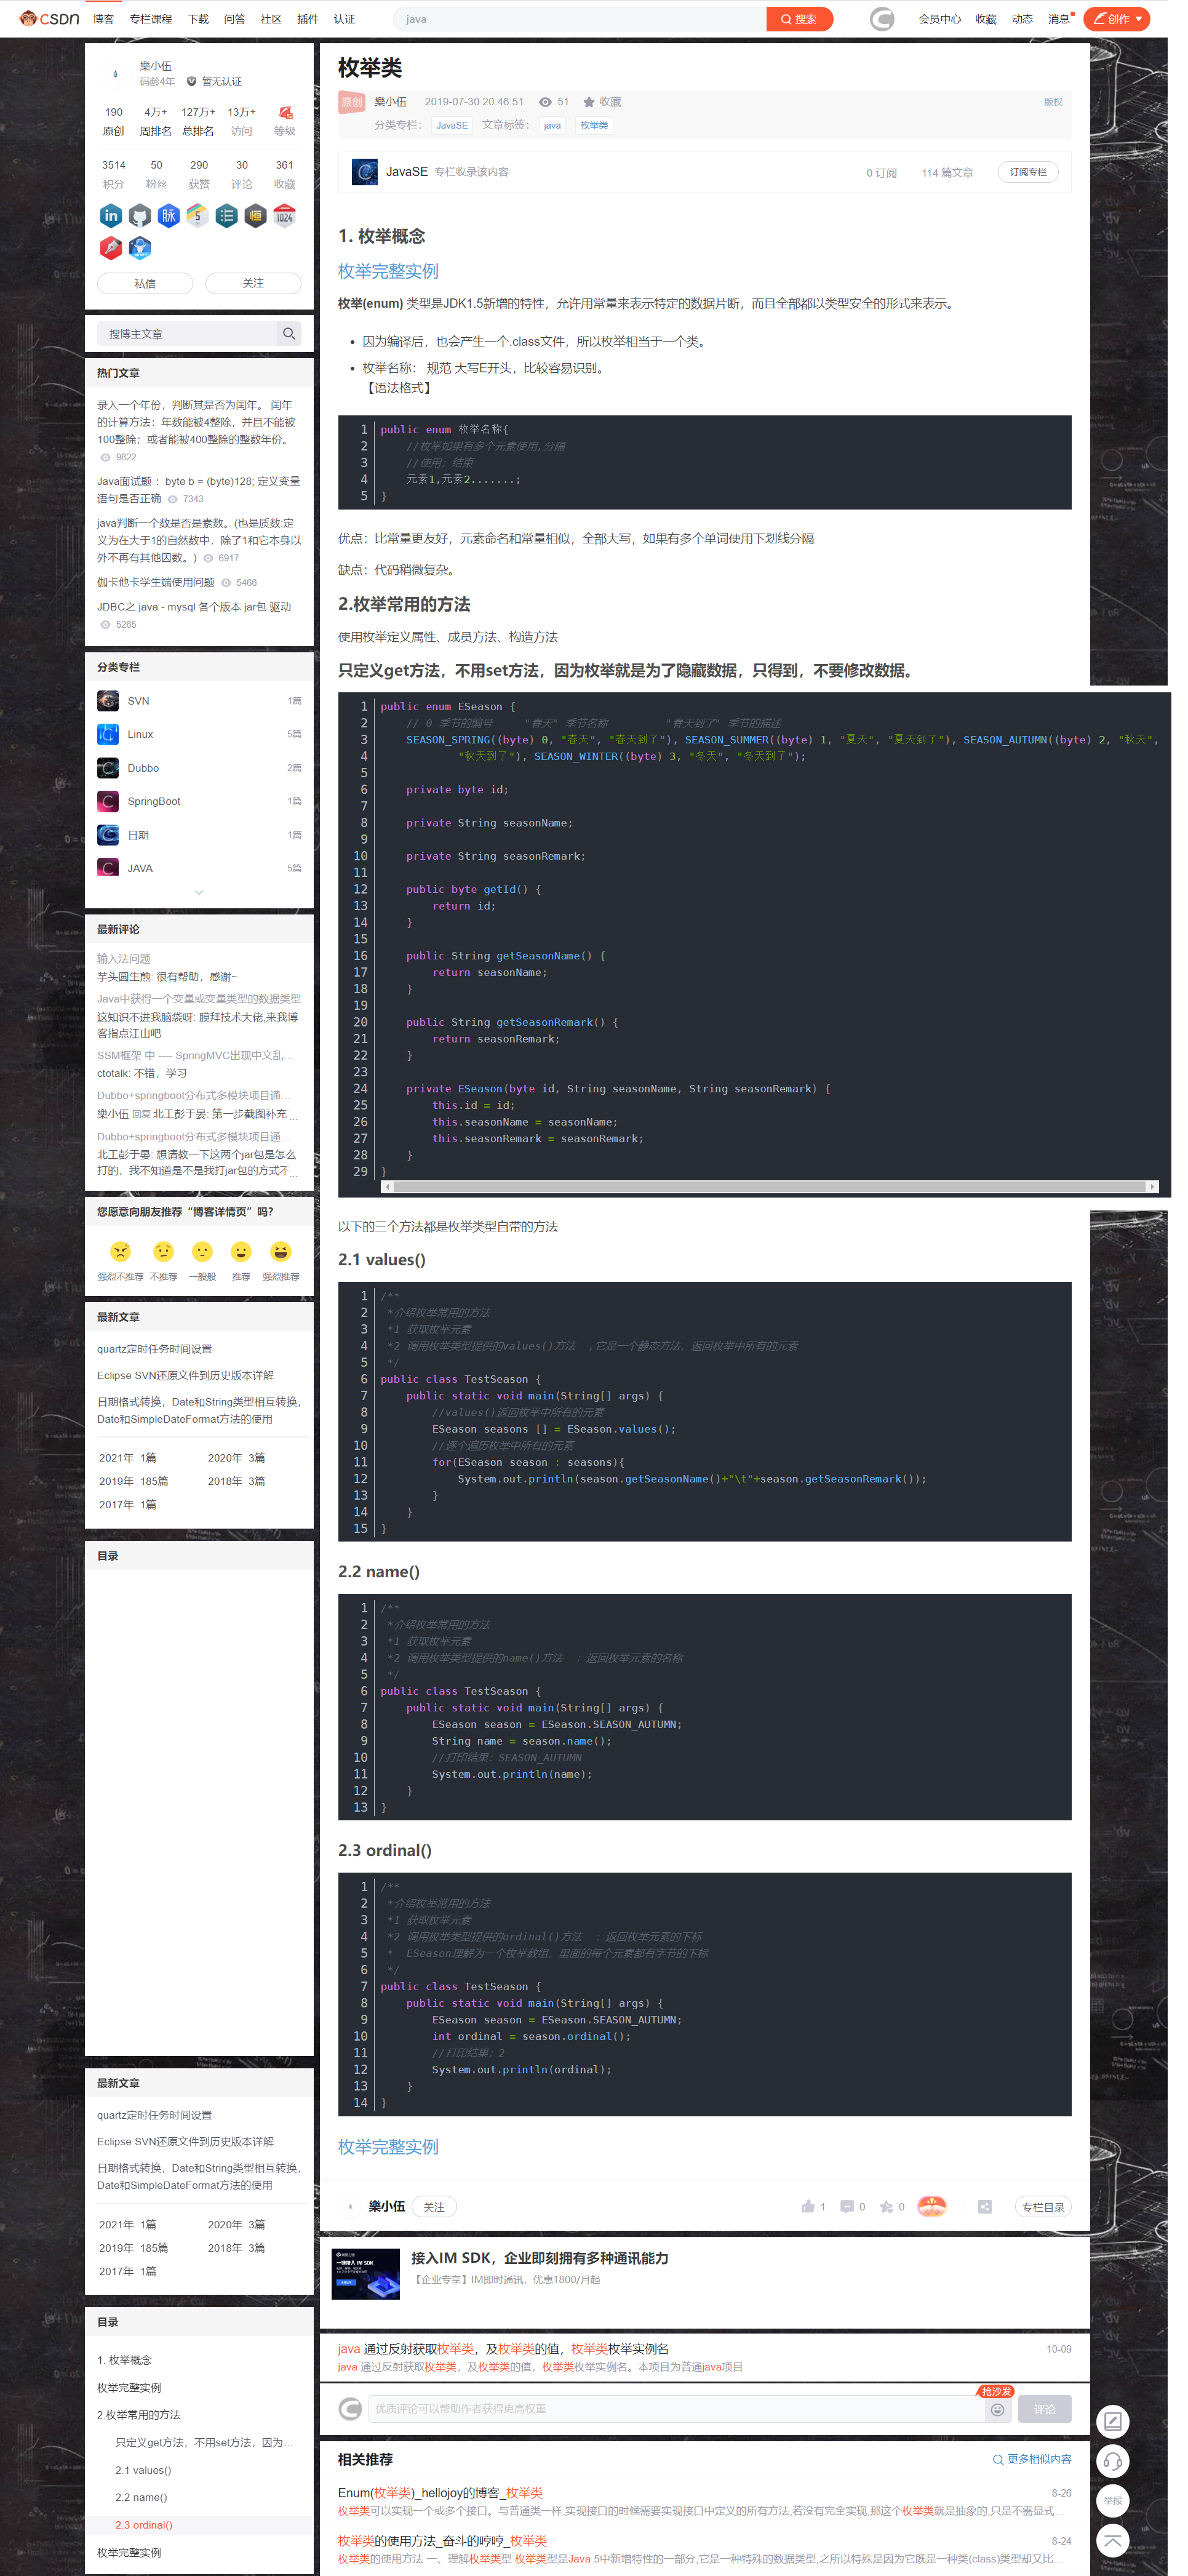 CSDN 博客 专栏课程 下载 问答 社区 插件 认证 java 搜索 会员中心 收藏 动态 消息 创作
樂小伍
码龄4年 暂无认证
190 4万+ 127万+ 13万+
原创 周排名 总排名 访问 等级
3514 50 290 30 361
积分 粉丝 获赞 评论 收藏
私信 关注
搜博主文章
热门文章
录入一个年份，判断其是否为闰年。 闰年
的计算方法：年数能被4整除，并且不能被
100整除；或者能被400整除的整数年份。
9822
Java面试题 ：byte b = (byte)128; 定义变量
语句是否正确 7343
java判断一个数是否是素数。(也是质数:定
义为在大于1的自然数中，除了1和它本身以
外不再有其他因数。) 6917
伽卡他卡学生端使用问题 5466
JDBC之 java - mysql 各个版本 jar包 驱动
5265
分类专栏
SVN 1篇
Linux 5篇
Dubbo 2篇
SpringBoot 1篇
日期 1篇
JAVA 5篇
最新评论
输入法问题
芋头圆生煎: 很有帮助，感谢~
Java中获得一个变量或变量类型的数据类型
这知识不进我脑袋呀: 膜拜技术大佬,来我博
客指点江山吧
SSM框架 中 ---- SpringMVC出现中文乱…
ctotalk: 不错，学习
Dubbo+springboot分布式多模块项目通…
樂小伍 回复 北工彭于晏: 第一步截图补充 ...
Dubbo+springboot分布式多模块项目通…
北工彭于晏: 想请教一下这两个jar包是怎么
打的，我不知道是不是我打jar包的方式不 ...
您愿意向朋友推荐“博客详情页”吗？
强烈不推荐 不推荐 一般般 推荐 强烈推荐
最新文章
quartz定时任务时间设置
Eclipse SVN还原文件到历史版本详解
日期格式转换，Date和String类型相互转换，
Date和SimpleDateFormat方法的使用
2021年 1篇 2020年 3篇
2019年 185篇 2018年 3篇
2017年 1篇
目录
最新文章
quartz定时任务时间设置
Eclipse SVN还原文件到历史版本详解
日期格式转换，Date和String类型相互转换，
Date和SimpleDateFormat方法的使用
2021年 1篇 2020年 3篇
2019年 185篇 2018年 3篇
2017年 1篇
目录
1. 枚举概念
枚举完整实例
2.枚举常用的方法
只定义get方法，不用set方法，因为…
2.1 values()
2.2 name()
2.3 ordinal()
枚举完整实例
枚举类
原创 樂小伍 2019-07-30 20:46:51 51 收藏 版权
分类专栏： JavaSE 文章标签： java 枚举类
JavaSE 专栏收录该内容 0 订阅 114 篇文章 订阅专栏
1. 枚举概念
枚举完整实例
枚举(enum) 类型是JDK1.5新增的特性，允许用常量来表示特定的数据片断，而且全部都以类型安全的形式来表示。
• 因为编译后，也会产生一个.class文件，所以枚举相当于一个类。
• 枚举名称： 规范 大写E开头，比较容易识别。
【语法格式】
1 public enum 枚举名称{
2 //枚举如果有多个元素使用,分隔
3 //使用; 结束
4 元素1,元素2.......;
5 }
优点：比常量更友好，元素命名和常量相似，全部大写，如果有多个单词使用下划线分隔
缺点：代码稍微复杂。
2.枚举常用的方法
使用枚举定义属性、成员方法、构造方法
只定义get方法，不用set方法，因为枚举就是为了隐藏数据，只得到，不要修改数据。
1 public enum ESeason {
2 // 0 季节的编号 "春天" 季节名称 "春天到了" 季节的描述
3 SEASON_SPRING((byte) 0, "春天", "春天到了"), SEASON_SUMMER((byte) 1, "夏天", "夏天到了"), SEASON_AUTUMN((byte) 2, "秋天",
4 "秋天到了"), SEASON_WINTER((byte) 3, "冬天", "冬天到了");
5
6 private byte id;
7
8 private String seasonName;
9
10 private String seasonRemark;
11
12 public byte getId() {
13 return id;
14 }
15
16 public String getSeasonName() {
17 return seasonName;
18 }
19
20 public String getSeasonRemark() {
21 return seasonRemark;
22 }
23
24 private ESeason(byte id, String seasonName, String seasonRemark) {
25 this.id = id;
26 this.seasonName = seasonName;
27 this.seasonRemark = seasonRemark;
28 }
29 }
以下的三个方法都是枚举类型自带的方法
2.1 values()
1 /**
2 *介绍枚举常用的方法
3 *1 获取枚举元素
4 *2 调用枚举类型提供的values()方法 ,它是一个静态方法，返回枚举中所有的元素
5 */
6 public class TestSeason {
7 public static void main(String[] args) {
8 //values()返回枚举中所有的元素
9 ESeason seasons [] = ESeason.values();
10 //逐个遍历枚举中所有的元素
11 for(ESeason season : seasons){
12 System.out.println(season.getSeasonName()+"\t"+season.getSeasonRemark());
13 }
14 }
15 }
2.2 name()
1 /**
2 *介绍枚举常用的方法
3 *1 获取枚举元素
4 *2 调用枚举类型提供的name()方法 : 返回枚举元素的名称
5 */
6 public class TestSeason {
7 public static void main(String[] args) {
8 ESeason season = ESeason.SEASON_AUTUMN;
9 String name = season.name();
10 //打印结果：SEASON_AUTUMN
11 System.out.println(name);
12 }
13 }
2.3 ordinal()
1 /**
2 *介绍枚举常用的方法
3 *1 获取枚举元素
4 *2 调用枚举类型提供的ordinal()方法 : 返回枚举元素的下标
5 * ESeason理解为一个枚举数组，里面的每个元素都有字节的下标
6 */
7 public class TestSeason {
8 public static void main(String[] args) {
9 ESeason season = ESeason.SEASON_AUTUMN;
10 int ordinal = season.ordinal();
11 //打印结果：2
12 System.out.println(ordinal);
13 }
14 }
枚举完整实例
樂小伍 关注 1 0 0 专栏目录
接入IM SDK，企业即刻拥有多种通讯能力
【企业专享】IM即时通讯，优惠1800/月起
java 通过反射获取枚举类，及枚举类的值，枚举类枚举实例名 10-09
java 通过反射获取枚举类，及枚举类的值，枚举类枚举实例名。本项目为普通java项目
抢沙发
优质评论可以帮助作者获得更高权重 评论
相关推荐 更多相似内容
Enum(枚举类)_hellojoy的博客_枚举类 8-26
枚举类可以实现一个或多个接口。与普通类一样,实现接口的时候需要实现接口中定义的所有方法,若没有完全实现,那这个枚举类就是抽象的,只是不需显式…
枚举类的使用方法_奋斗的哼哼_枚举类 8-24
枚举类的使用方法 一、理解枚举类型 枚举类型是Java 5中新增特性的一部分,它是一种特殊的数据类型,之所以特殊是因为它既是一种类(class)类型却又比…
举报